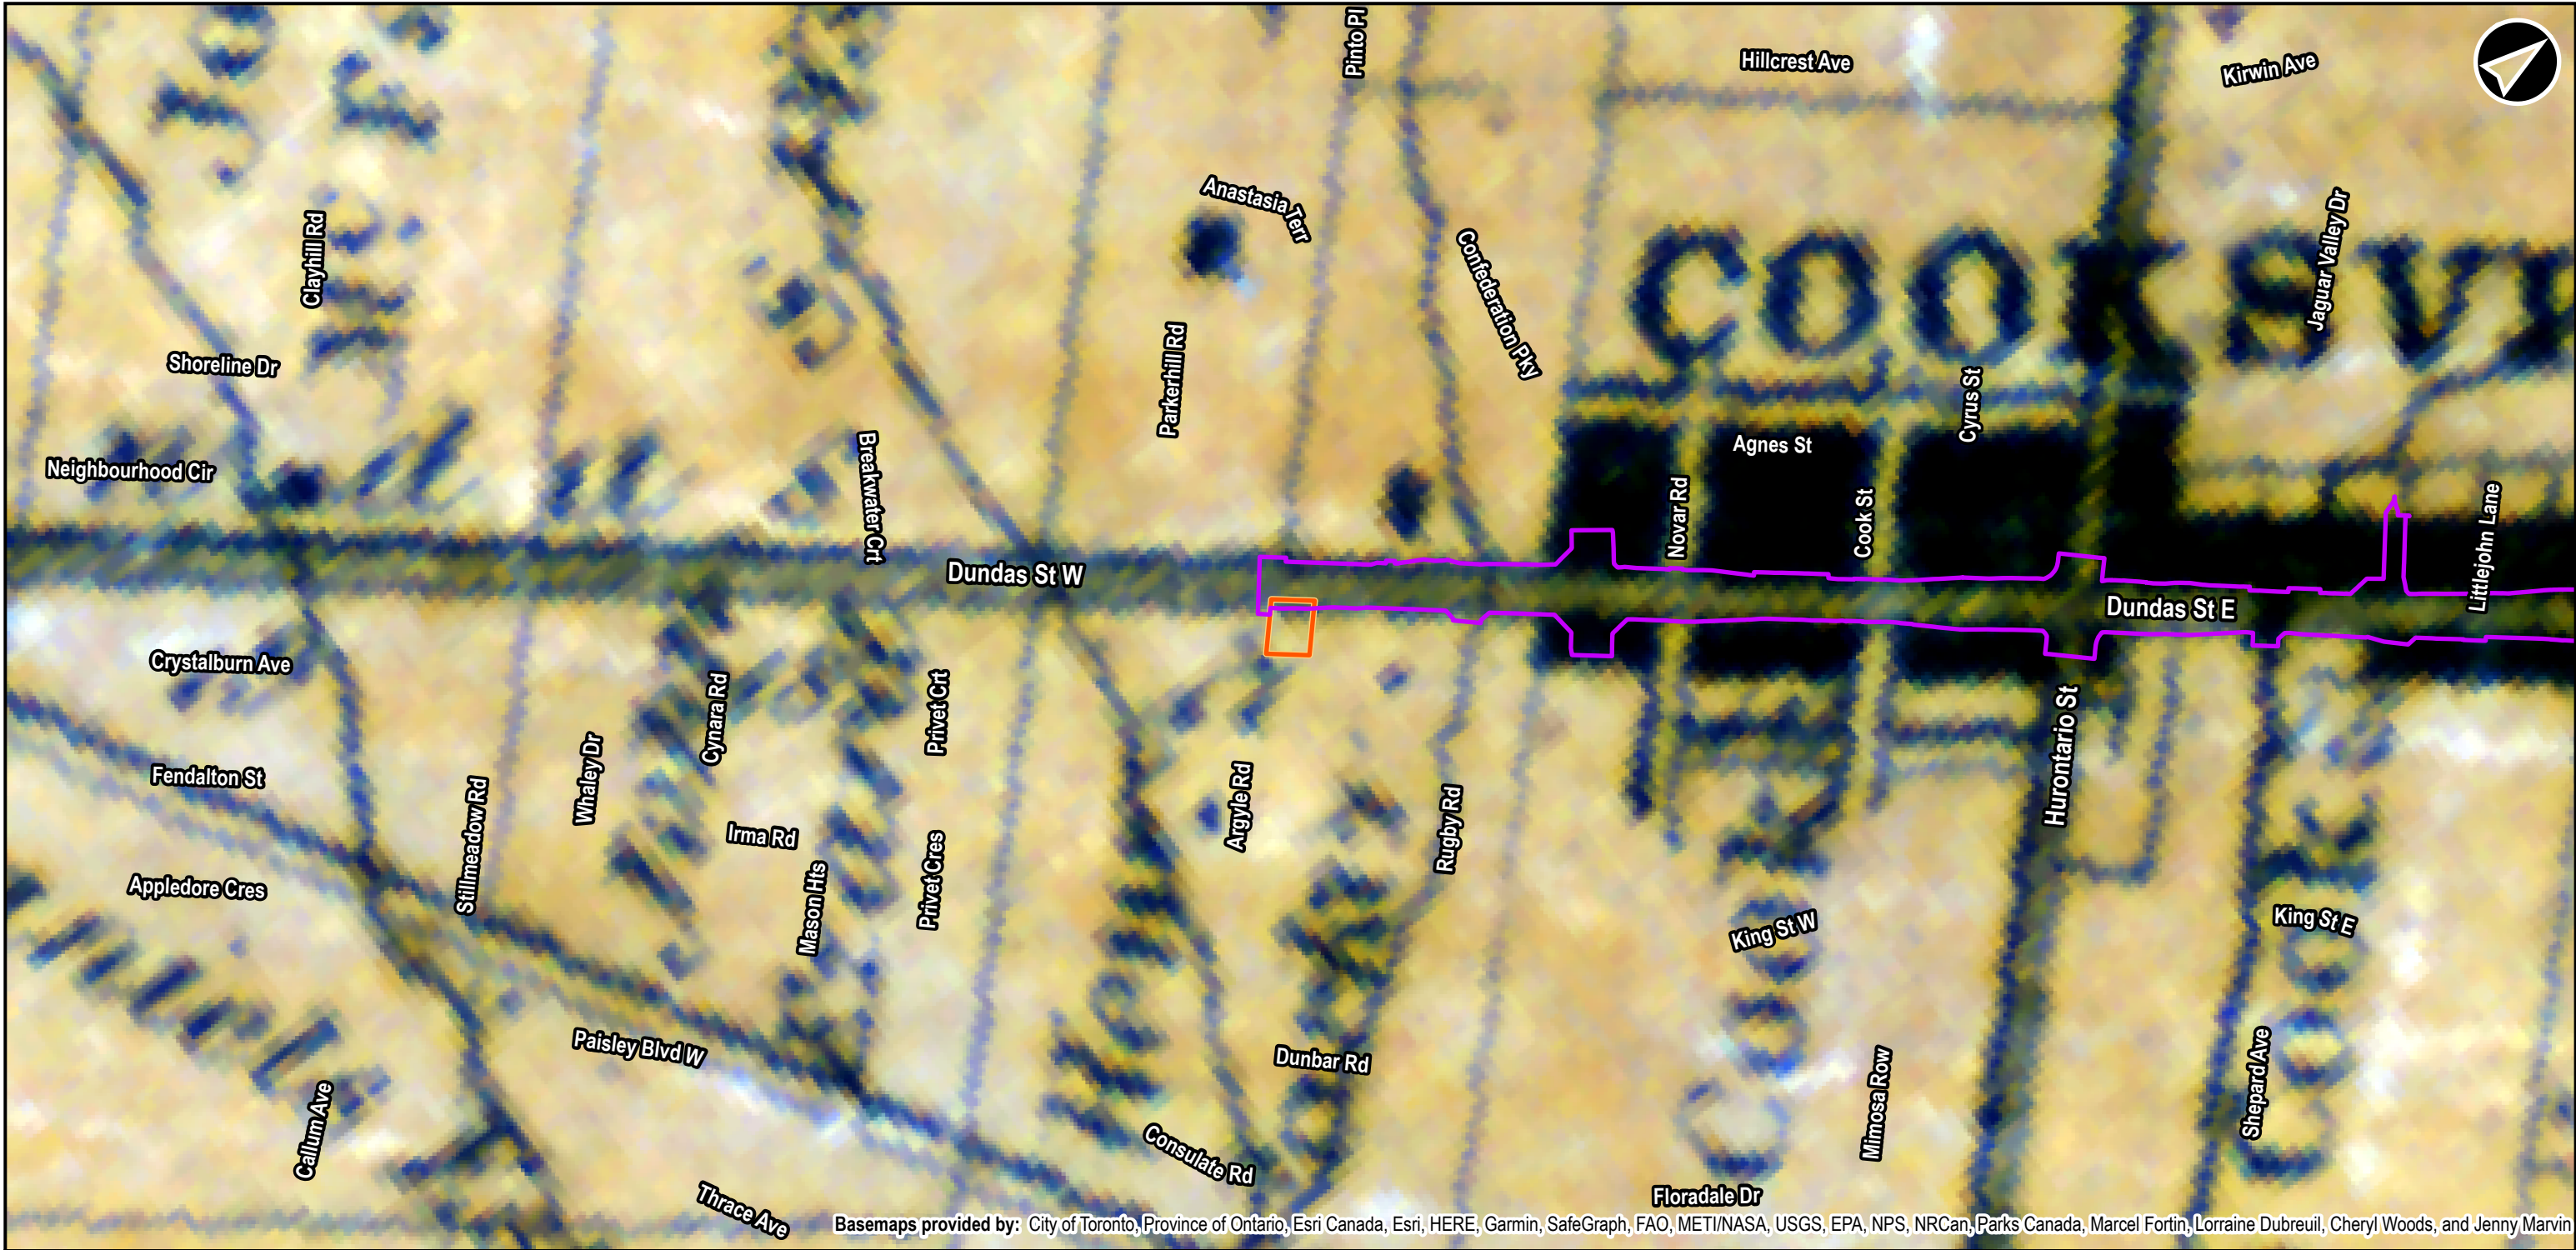 Pinto Pl
Hillcrest Ave
Kirwin Ave
Clayhill Rd
Anastasia Terr
Confederation Pky
Jaguar Valley Dr
COOKSVI
Shoreline Dr
Parkerhill Rd
Cyrus St
Neighbourhood Cir
Breakwater Crt
Agnes St
Novar Rd
Cook St
Littlejohn Lane
Dundas St W
Dundas St E
Crystalburn Ave
Cynara Rd
Privet Crt
Hurontario St
Fendalton St
Whaley Dr
Argyle Rd
Rugby Rd
Stillmeadow Rd
Irma Rd
Appledore Cres
Mason Hts
Privet Cres
King St W
King St E
Paisley Blvd W
Dunbar Rd
Mimosa Row
Shepard Ave
Callum Ave
Consulate Rd
Thrace Ave
Floradale Dr
Basemaps provided by: City of Toronto, Province of Ontario, Esri Canada, Esri, HERE, Garmin, SafeGraph, FAO, METI/NASA, USGS, EPA, NPS, NRCan, Parks Canada, Marcel Fortin, Lorraine Dubreuil, Cheryl Woods, and Jenny Marvin